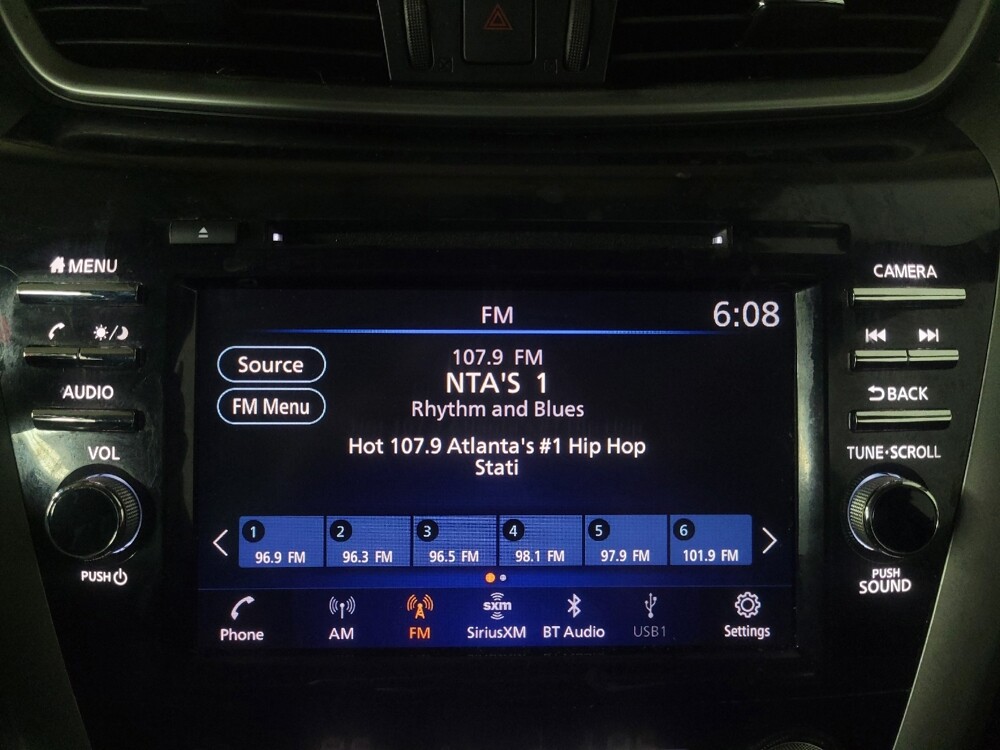 MENU
AUDIO
VOL
PUSH
CAMERA
BACK
TUNE·SCROLL
PUSH
SOUND
FM
6:08
Source
FM Menu
107.9 FM
NTA'S 1
Rhythm and Blues
Hot 107.9 Atlanta's #1 Hip Hop
Stati
1 2 3 4 5 6
96.9 FM 96.3 FM 96.5 FM 98.1 FM 97.9 FM 101.9 FM
sxm
Phone AM FM SiriusXM BT Audio USB1 Settings